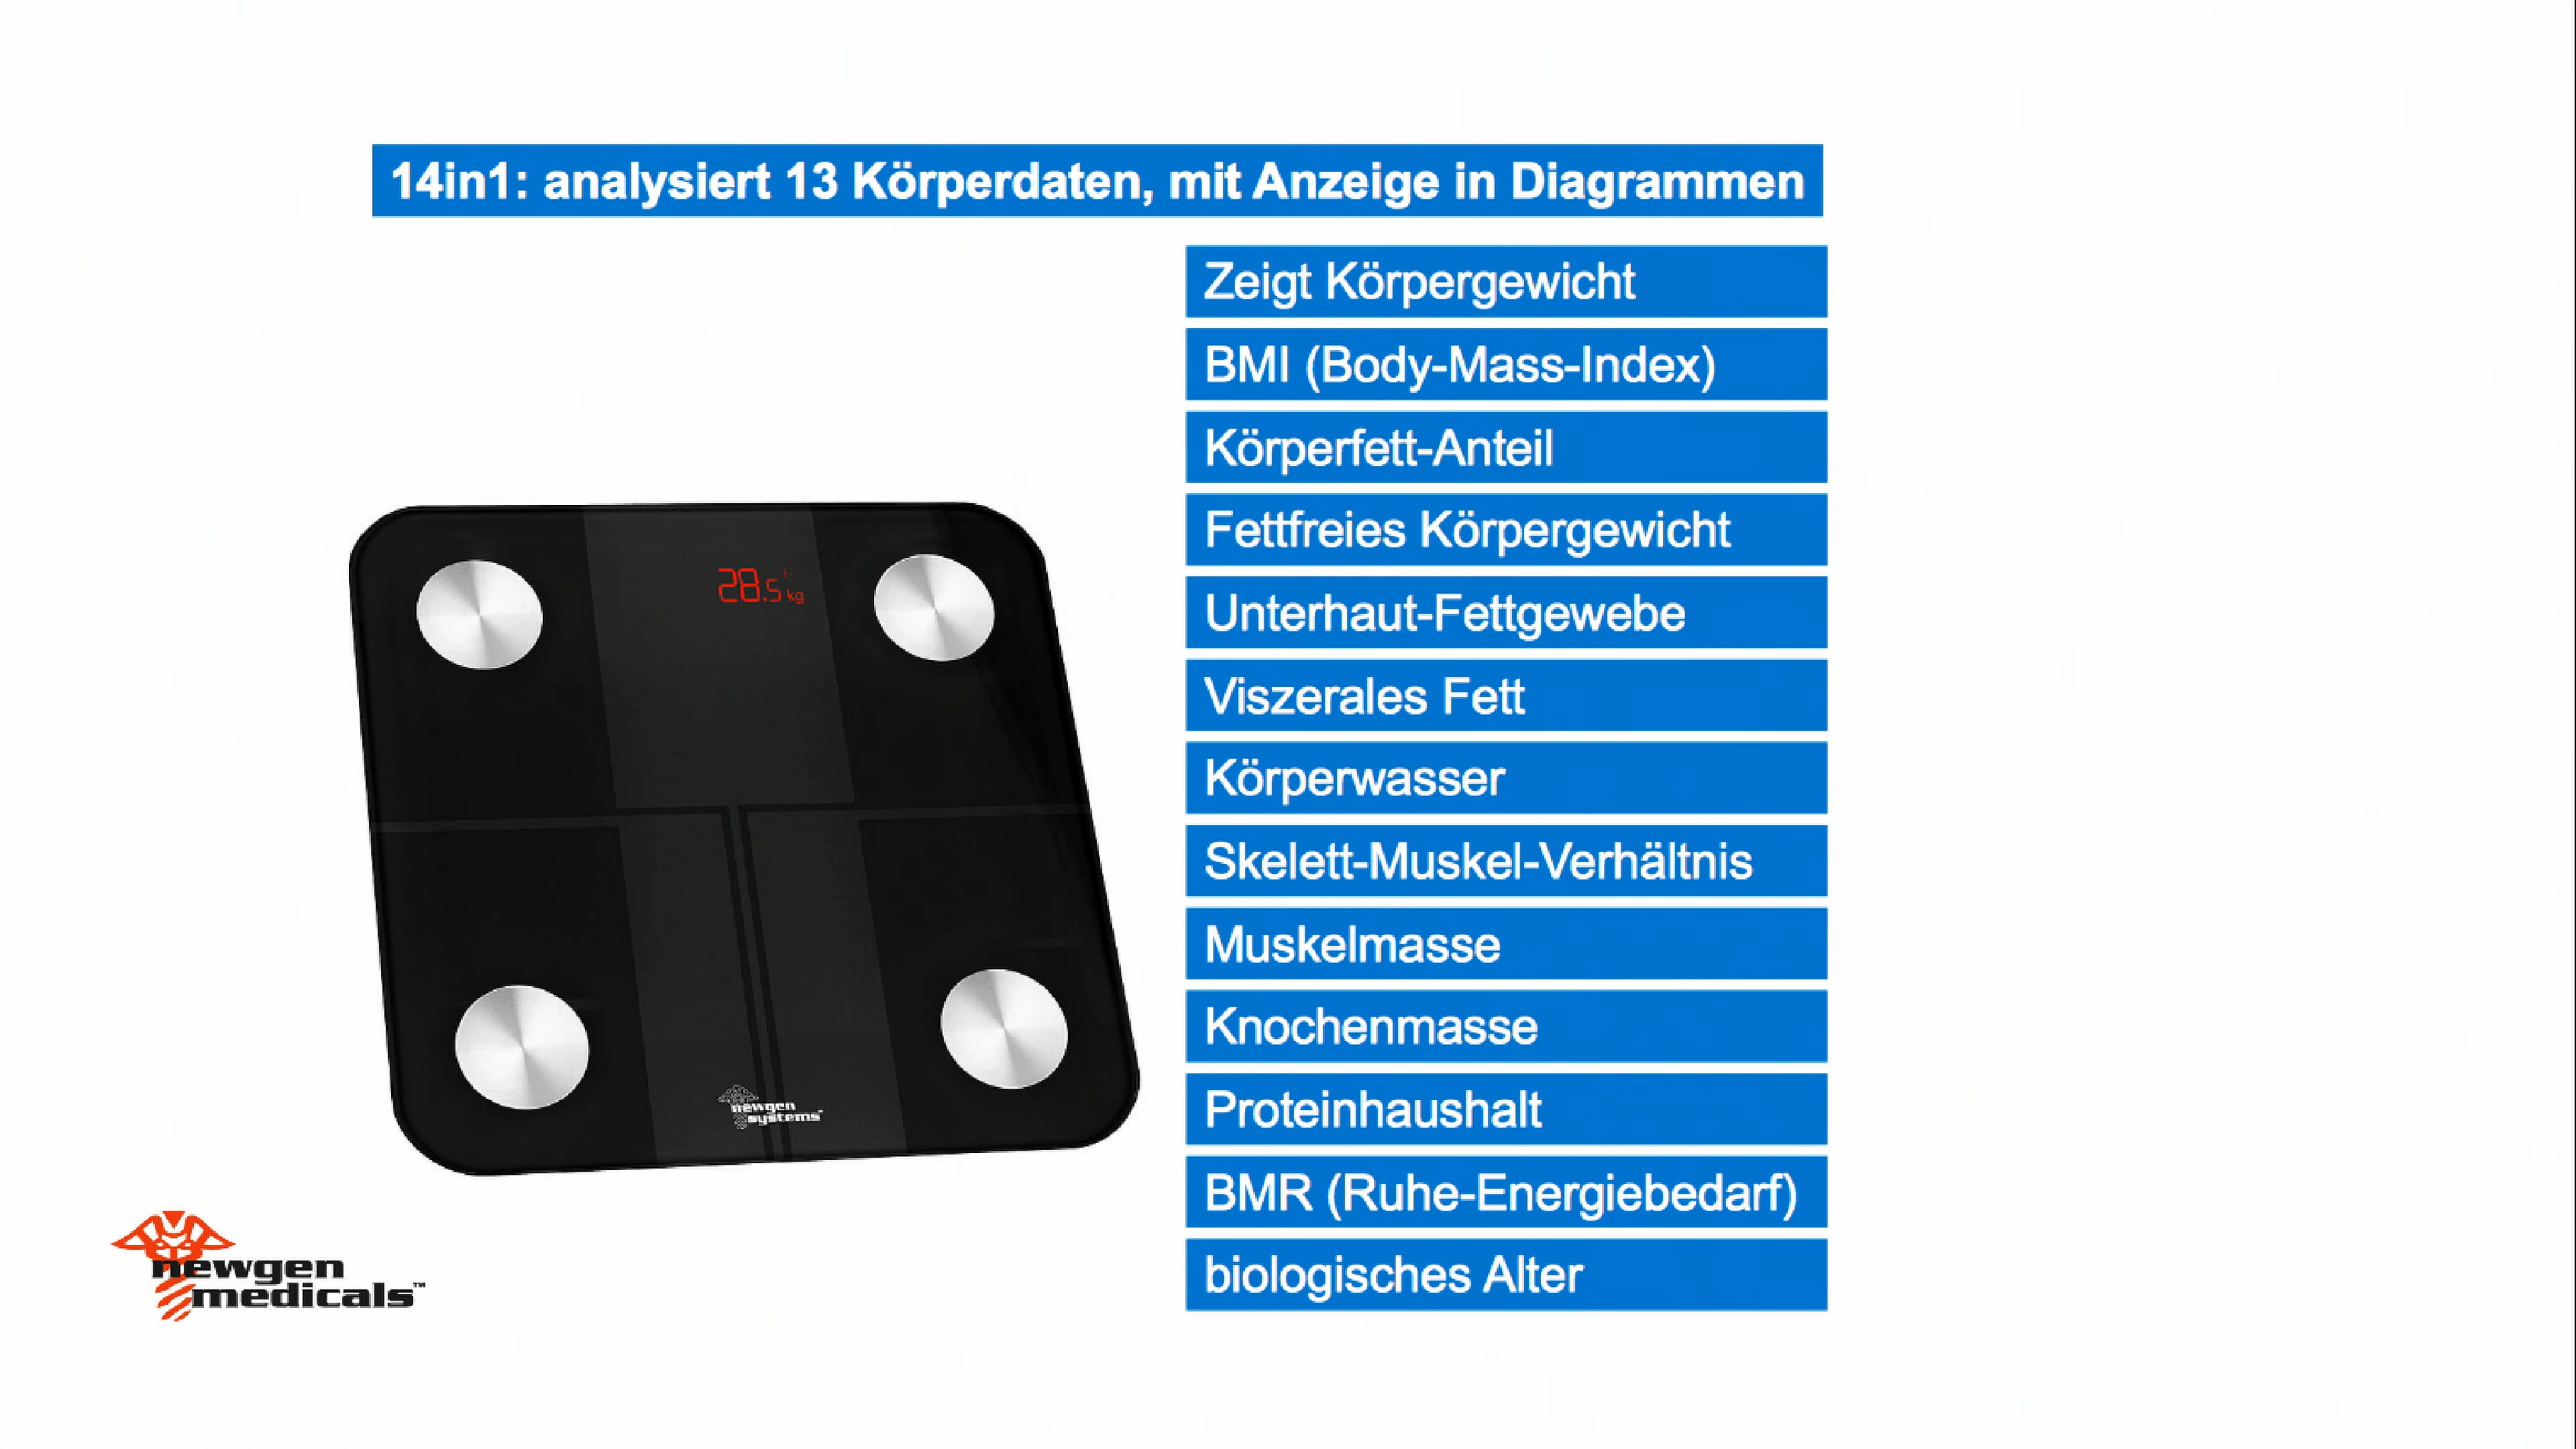 14in1: analysiert 13 Körperdaten, mit Anzeige in Diagrammen
Zeigt Körpergewicht
BMI (Body-Mass-Index)
Körperfett-Anteil
Fettfreies Körpergewicht
Unterhaut-Fettgewebe
Viszerales Fett
Körperwasser
Skelett-Muskel-Verhältnis
Muskelmasse
Knochenmasse
Proteinhaushalt
BMR (Ruhe-Energiebedarf)
biologisches Alter
28.5 kg
newgen
systems™
newgen
medicals™